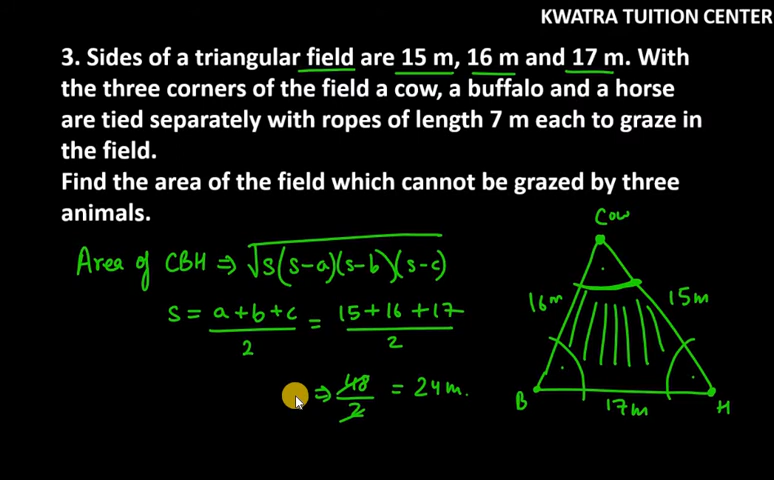 KWATRA TUITION CENTER
3. Sides of a triangular field are 15 m, 16 m and 17 m. With
the three corners of the field a cow, a buffalo and a horse
are tied separately with ropes of length 7 m each to graze in
the field.
Find the area of the field which cannot be grazed by three
animals.
Cow
Area of CBH ⇒ √s(s-a)(s-b)(s-c)
16m 15m
s = a+b+c/2 = 15+16+17/2
⇒ 48/2 = 24m.
B 17m H